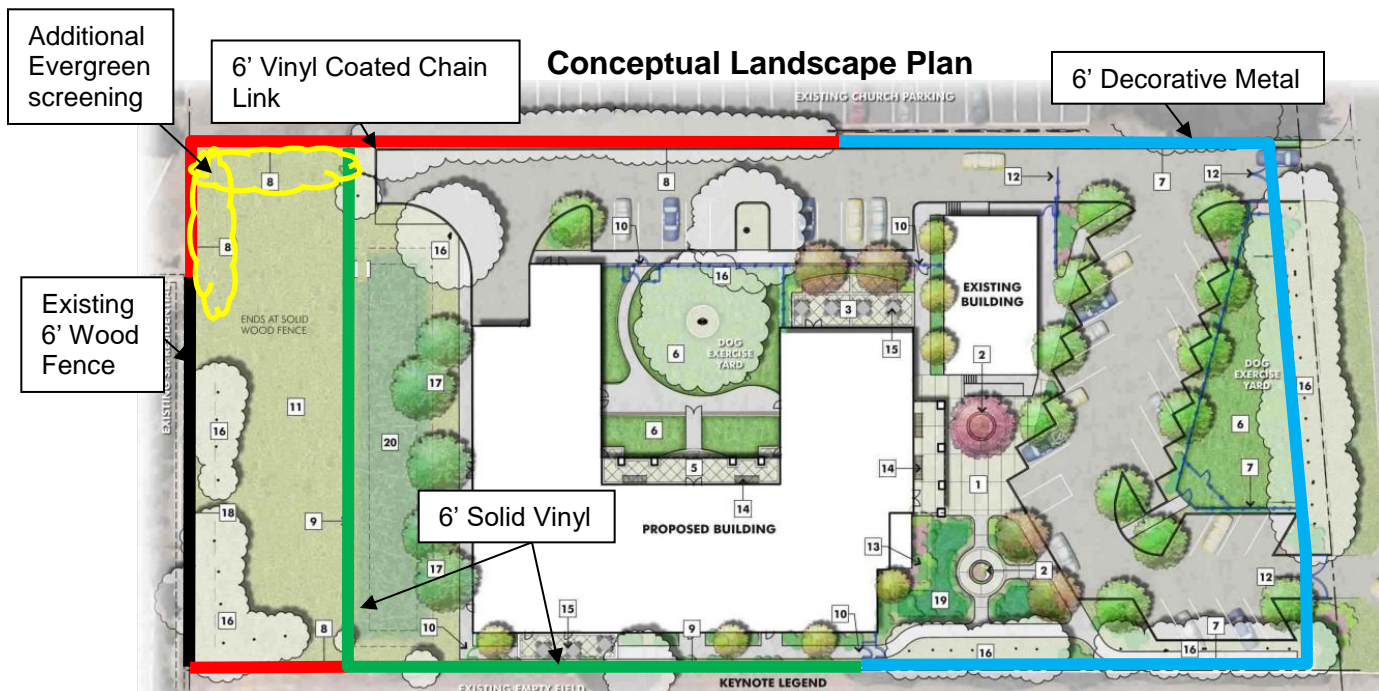 Additional
Evergreen
screening
6’ Vinyl Coated Chain
Link
Conceptual Landscape Plan
6’ Decorative Metal
EXISTING CHURCH PARKING
8
8
7
12
12
8
10
10
16
16
Existing
6’ Wood
Fence
ENDS AT SOLID
WOOD FENCE
EXISTING
BUILDING
3
15
6
DOG
EXERCISE
YARD
2
DOG
EXERCISE
YARD
16
17
11
16
20
6
6
5
14
14
1
7
18
9
6’ Solid Vinyl
PROPOSED BUILDING
13
17
2
12
19
16
8
10
15
9
10
7
16
16
EXISTING EMPTY FIELD
KEYNOTE LEGEND